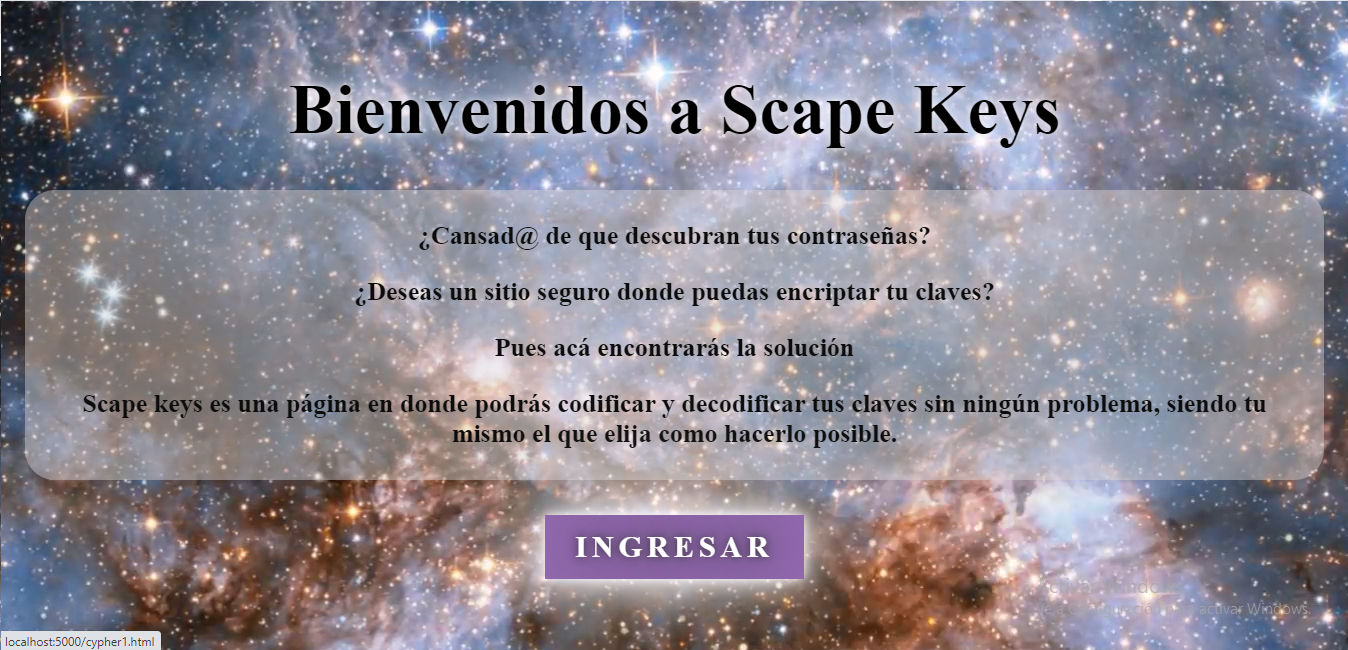 Bienvenidos a Scape Keys
¿Cansad@ de que descubran tus contraseñas?
¿Deseas un sitio seguro donde puedas encriptar tu claves?
Pues acá encontrarás la solución
Scape keys es una página en donde podrás codificar y decodificar tus claves sin ningún problema, siendo tu
mismo el que elija como hacerlo posible.
INGRESAR
activar Windows.
localhost:5000/cypher1.html